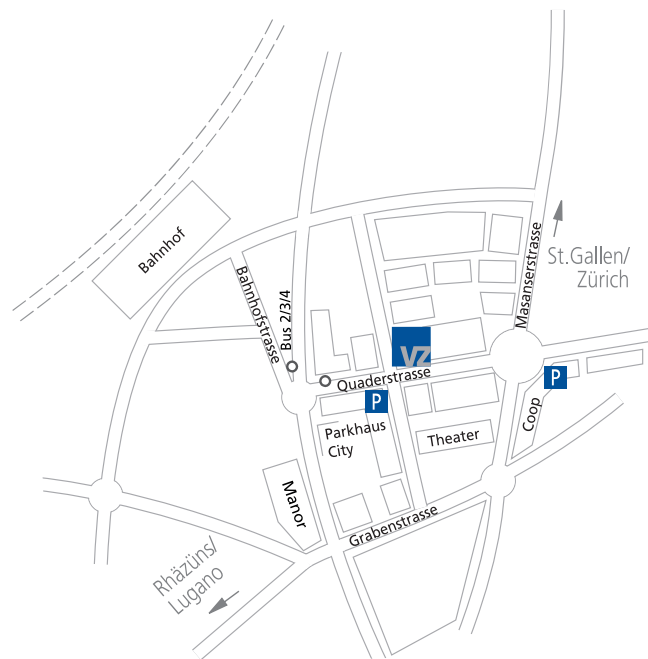 Bahnhof
Bahnhofstrasse
Bus 2/3/4
Masanserstrasse
St.Gallen/
Zürich
VZ
Quaderstrasse
P
P
Parkhaus
City
Theater
Coop
Manor
Grabenstrasse
Rhäzüns/
Lugano